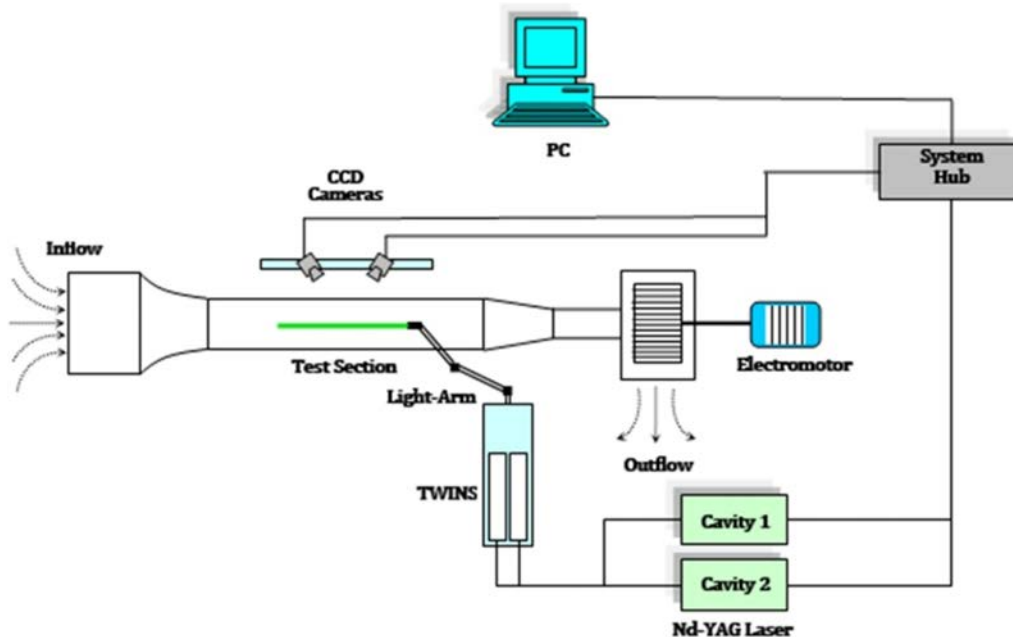 PC
System
Hub
CCD
Cameras
Inflow
Test Section
Electromotor
Light-Arm
Outflow
TWINS
Cavity 1
Cavity 2
Nd-YAG Laser